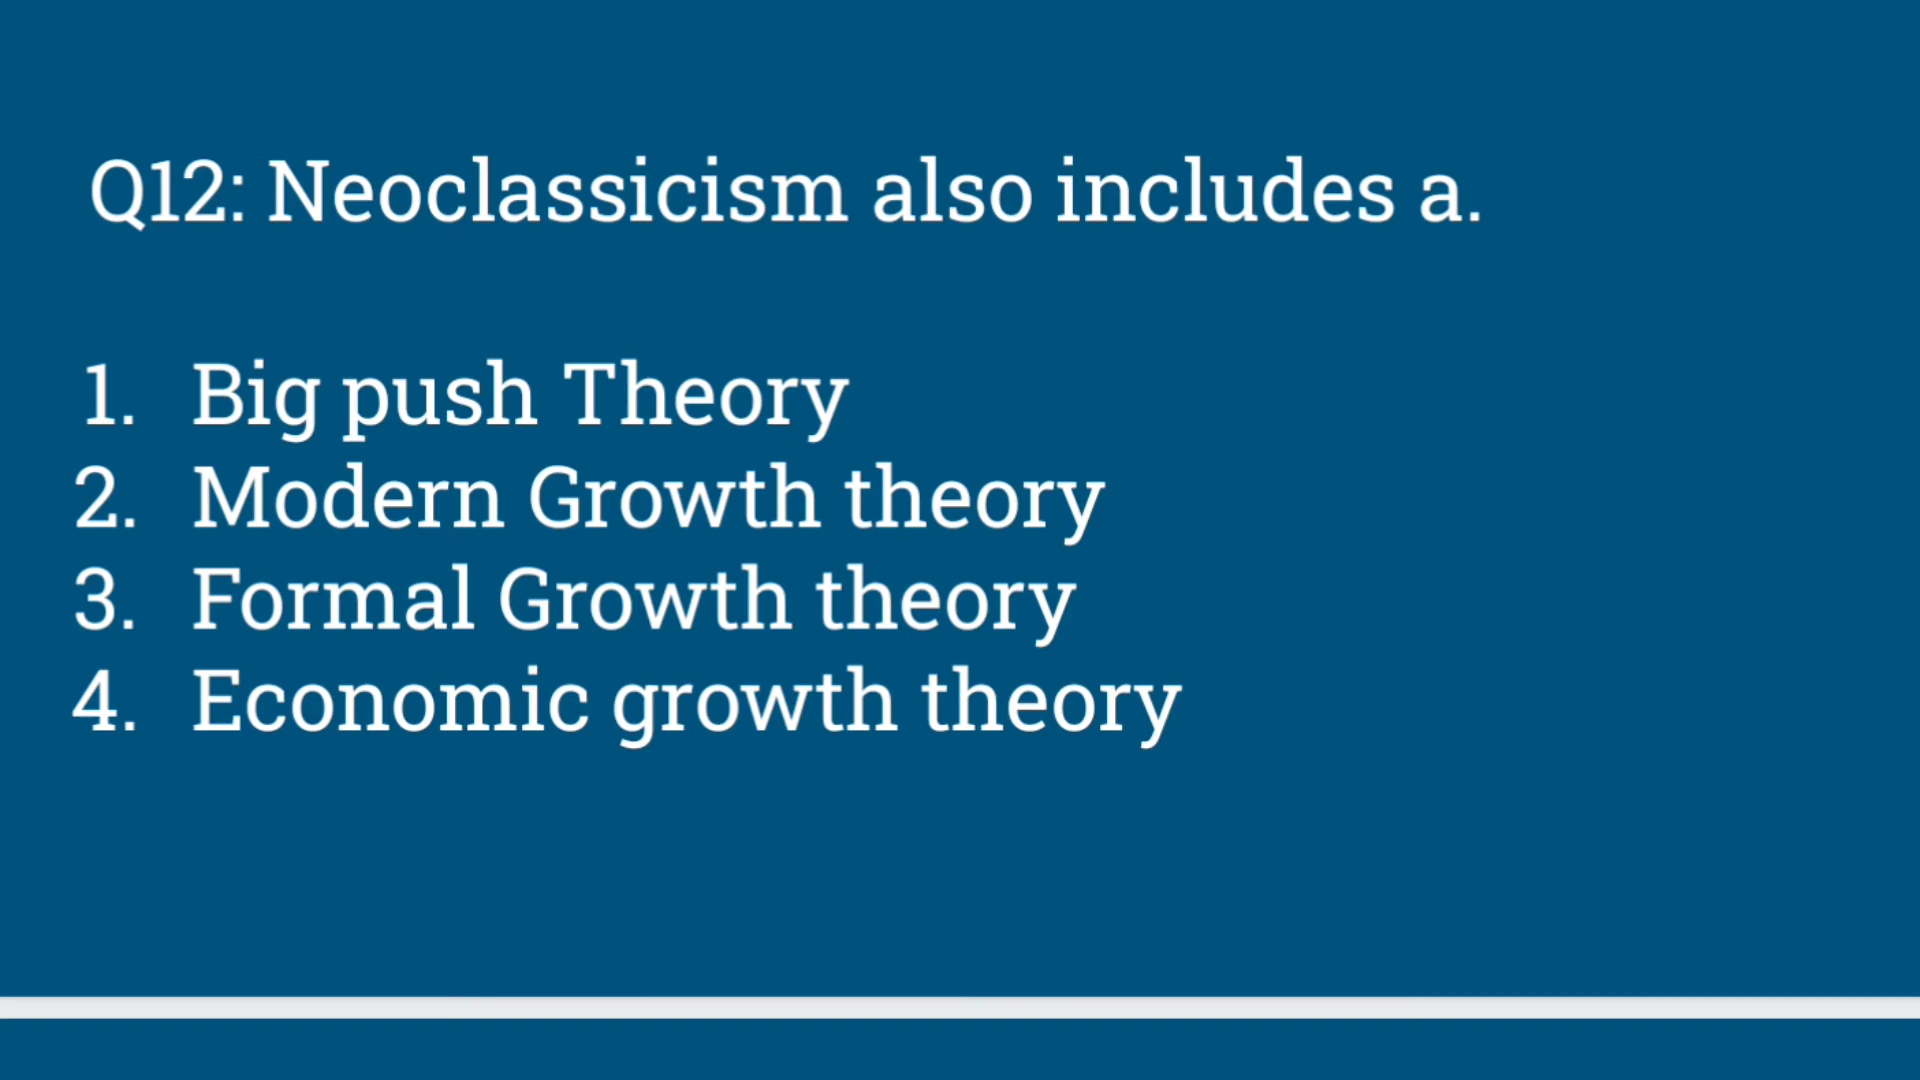 Q12: Neoclassicism also includes a.
1. Big push Theory
2. Modern Growth theory
3. Formal Growth theory
4. Economic growth theory